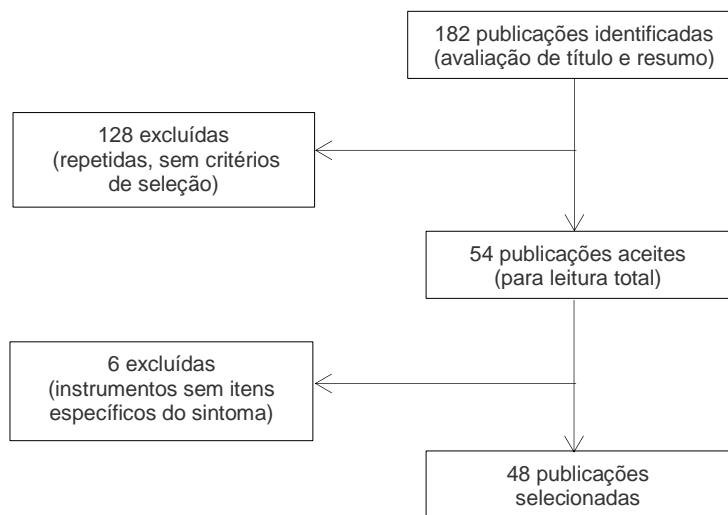 182 publicações identificadas
(avaliação de título e resumo)
128 excluídas
(repetidas, sem critérios
de seleção)
54 publicações aceites
(para leitura total)
6 excluídas
(instrumentos sem itens
específicos do sintoma)
48 publicações
selecionadas